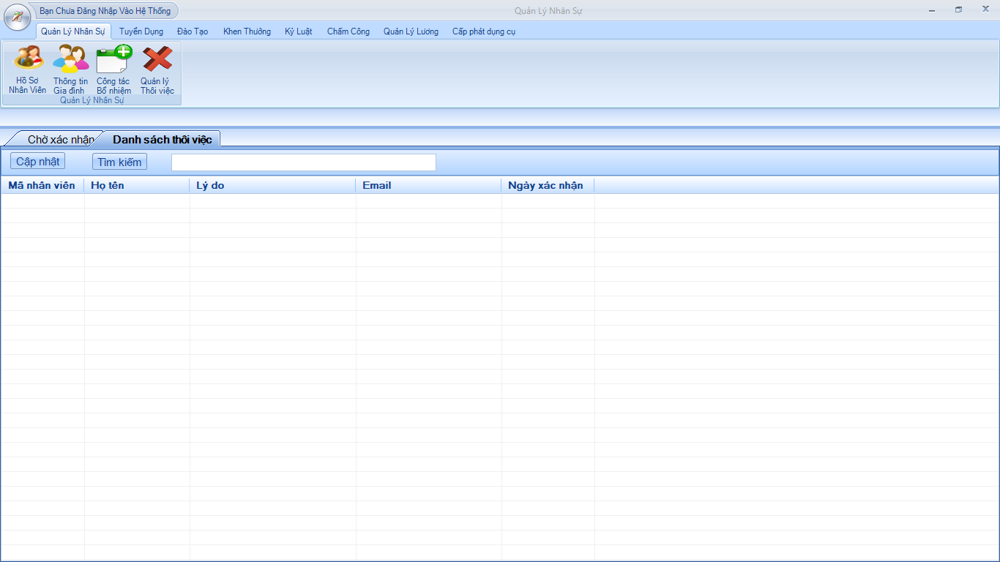 Bạn Chưa Đăng Nhập Vào Hệ Thống
Quản Lý Nhân Sự
Quản Lý Nhân Sự Tuyển Dụng Đào Tạo Khen Thưởng Kỷ Luật Chấm Công Quản Lý Lương Cấp phát dụng cụ
Hồ Sơ
Nhân Viên
Thông tin
Gia đình
Công tác
Bổ nhiệm
Quản lý
Thôi việc
Quản Lý Nhân Sự
Chờ xác nhận Danh sách thôi việc
Cập nhật Tìm kiếm
Mã nhân viên Họ tên Lý do Email Ngày xác nhận